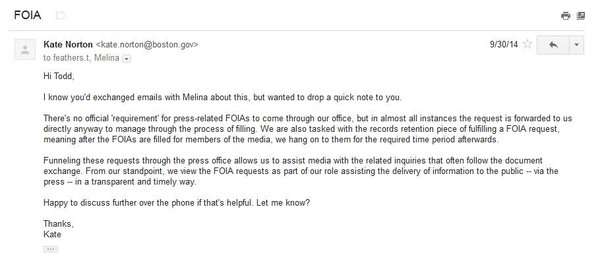 FOIA
Kate Norton <kate.norton@boston.gov> 9/30/14
to feathers.t, Melina
Hi Todd,
I know you'd exchanged emails with Melina about this, but wanted to drop a quick note to you.
There's no official 'requirement' for press-related FOIAs to come through our office, but in almost all instances the request is forwarded to us
directly anyway to manage through the process of filling. We are also tasked with the records retention piece of fulfilling a FOIA request,
meaning after the FOIAs are filled for members of the media, we hang on to them for the required time period afterwards.
Funneling these requests through the press office allows us to assist media with the related inquiries that often follow the document
exchange. From our standpoint, we view the FOIA requests as part of our role assisting the delivery of information to the public -- via the
press -- in a transparent and timely way.
Happy to discuss further over the phone if that's helpful. Let me know?
Thanks,
Kate